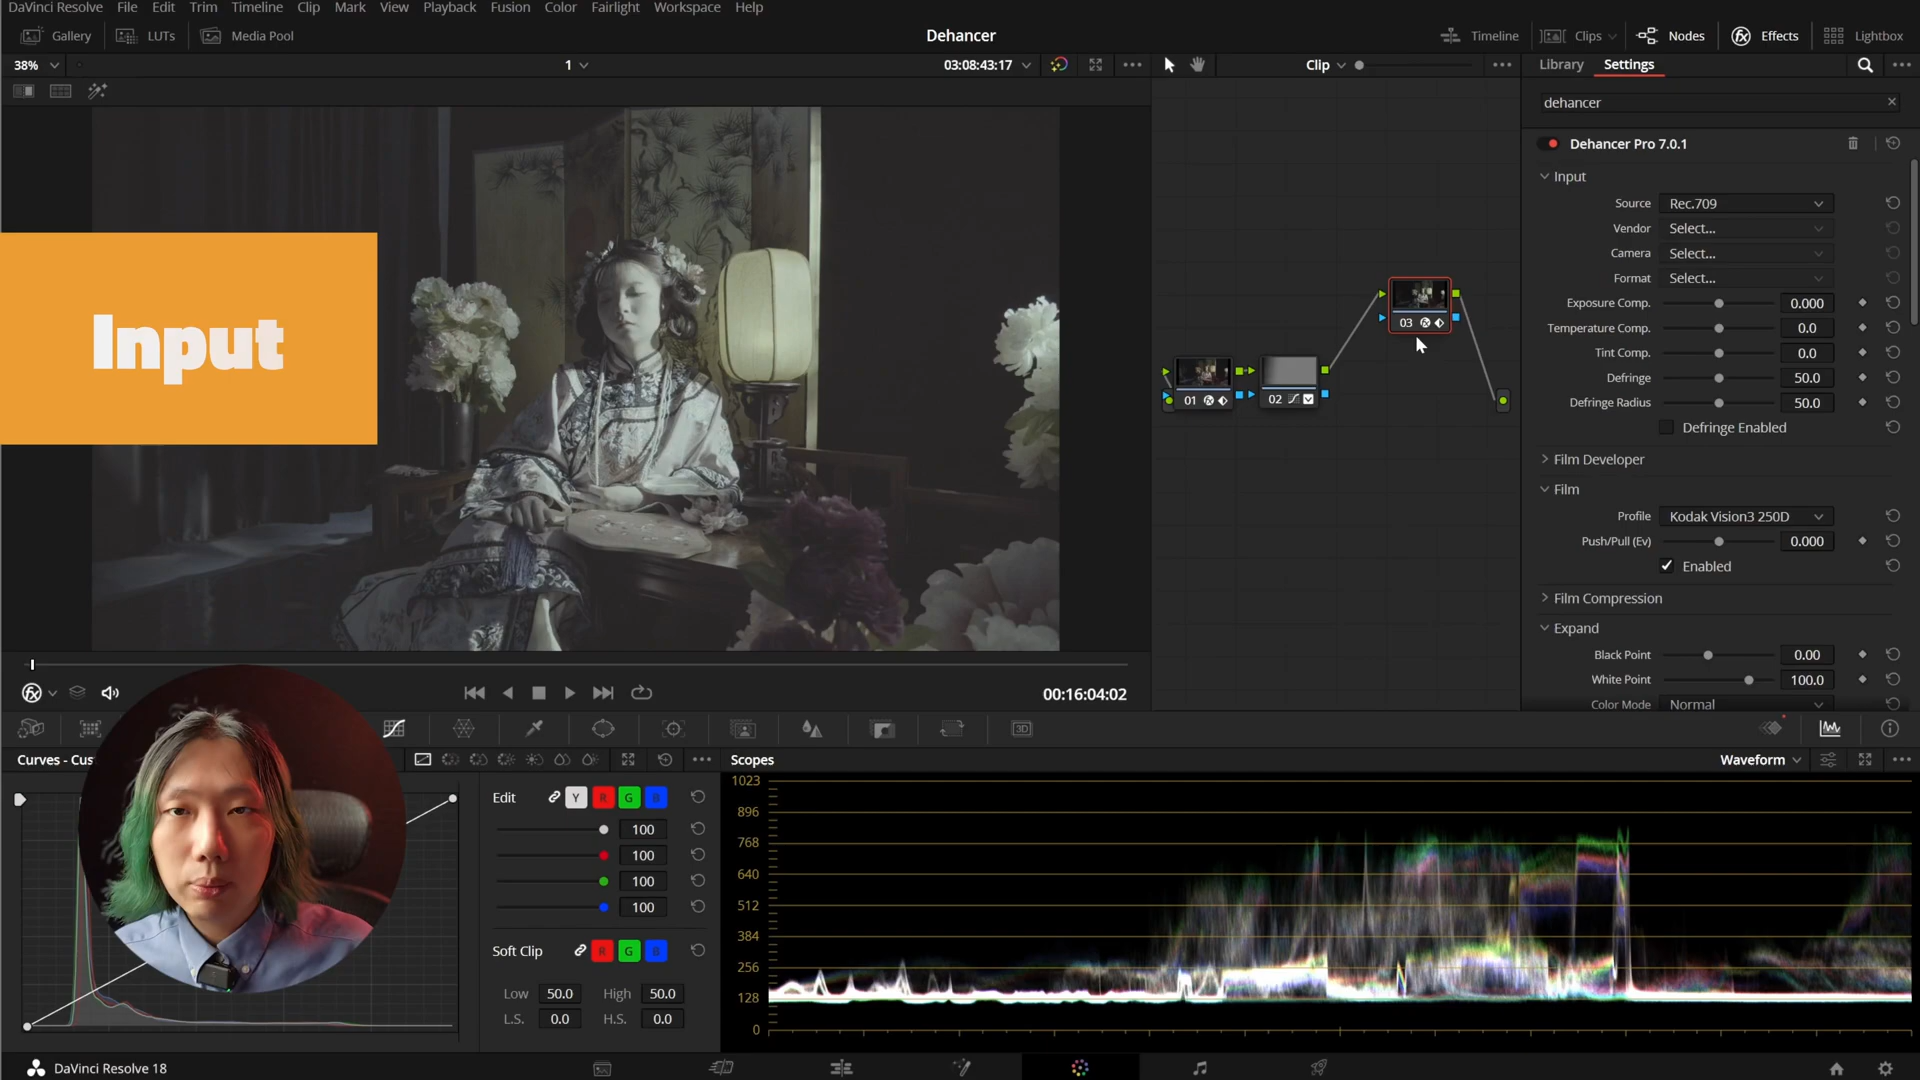 DaVinci Resolve File Edit Trim Timeline Clip Mark View Playback Fusion Color Fairlight Workspace Help
Gallery LUTs Media Pool Dehancer Timeline Clips Nodes Effects Lightbox
38% 1 03:08:43:17 Clip Library Settings
dehancer
Dehancer Pro 7.0.1
Input
Source Rec.709
Vendor Select...
Camera Select...
Format Select...
Exposure Comp. 0.000
Temperature Comp. 0.0
Tint Comp. 0.0
Defringe 50.0
Defringe Radius 50.0
Defringe Enabled
Film Developer
Film
Profile Kodak Vision3 250D
Push/Pull (Ev) 0.000
Enabled
Film Compression
Expand
Black Point 0.00
White Point 100.0
Color Mode Normal
Input
03
01
02
00:16:04:02
Curves - Cus
Edit Y R G B
100
100
100
100
Soft Clip R G B
Low 50.0 High 50.0
L.S. 0.0 H.S. 0.0
Scopes Waveform
1023
896
768
640
512
384
256
128
0
3D
DaVinci Resolve 18